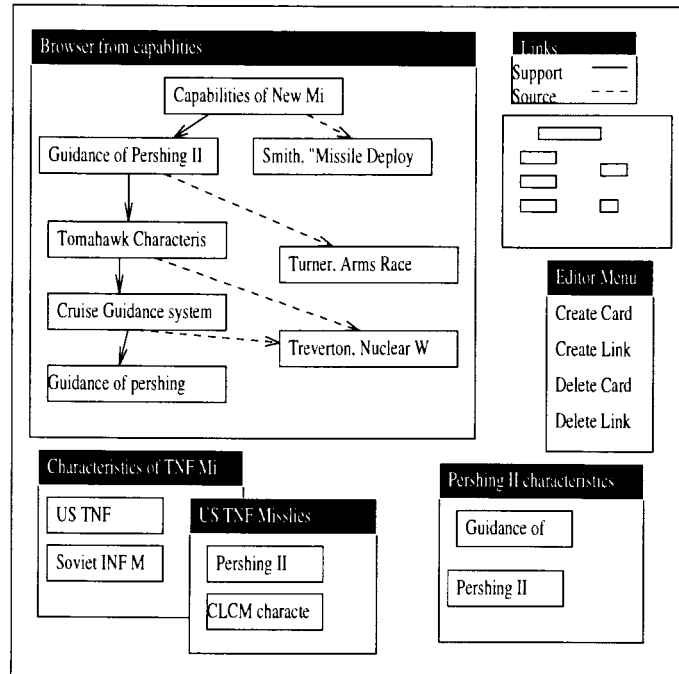 Browser from capablities
Capabilities of New Mi
Guidance of Pershing II
Smith, "Missile Deploy
Tomahawk Characteris
Turner, Arms Race
Cruise Guidance system
Treverton, Nuclear W
Guidance of pershing
Links
Support
Source
Editor Menu
Create Card
Create Link
Delete Card
Delete Link
Characteristics of TNF Mi
US TNF
Soviet INF M
US TNF Misslies
Pershing II
CLCM characte
Pershing II characteristics
Guidance of
Pershing II